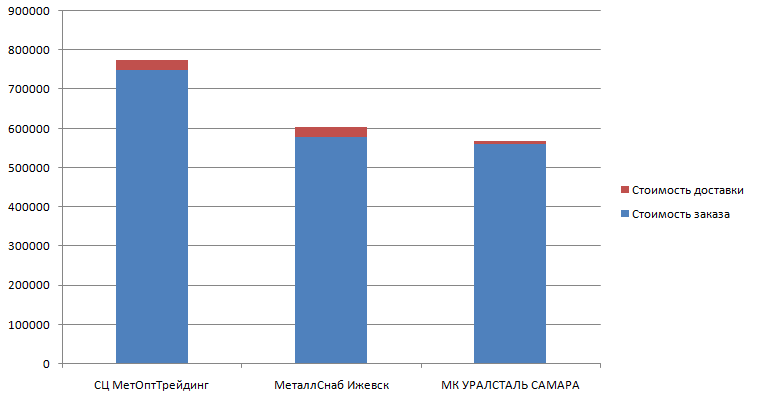 900000
800000
700000
600000
500000
400000
300000
200000
100000
0
СЦ МетОптТрейдинг
МеталлСнаб Ижевск
МК УРАЛСТАЛЬ САМАРА
Стоимость доставки
Стоимость заказа